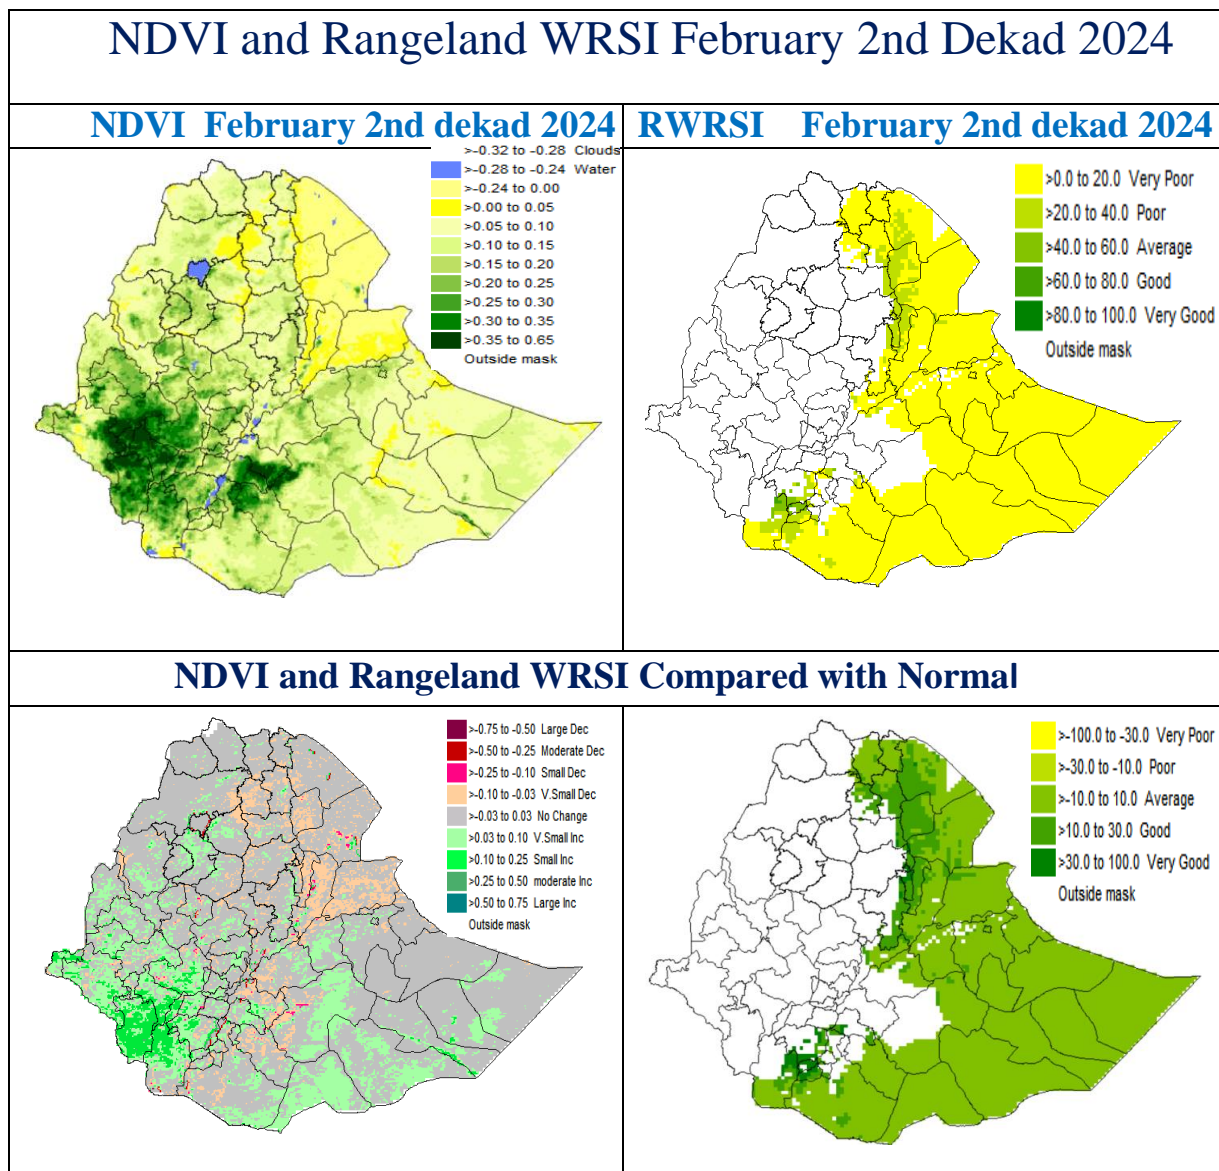 NDVI and Rangeland WRSI February 2nd Dekad 2024
NDVI February 2nd dekad 2024
RWRSI February 2nd dekad 2024
>-0.32 to -0.28 Clouds
>-0.28 to -0.24 Water
>-0.24 to 0.00
>0.00 to 0.05
>0.05 to 0.10
>0.10 to 0.15
>0.15 to 0.20
>0.20 to 0.25
>0.25 to 0.30
>0.30 to 0.35
>0.35 to 0.65
Outside mask
>0.0 to 20.0 Very Poor
>20.0 to 40.0 Poor
>40.0 to 60.0 Average
>60.0 to 80.0 Good
>80.0 to 100.0 Very Good
Outside mask
NDVI and Rangeland WRSI Compared with Normal
>-0.75 to -0.50 Large Dec
>-0.50 to -0.25 Moderate Dec
>-0.25 to -0.10 Small Dec
>-0.10 to -0.03 V.Small Dec
>-0.03 to 0.03 No Change
>0.03 to 0.10 V.Small Inc
>0.10 to 0.25 Small Inc
>0.25 to 0.50 moderate Inc
>0.50 to 0.75 Large Inc
Outside mask
>-100.0 to -30.0 Very Poor
>-30.0 to -10.0 Poor
>-10.0 to 10.0 Average
>10.0 to 30.0 Good
>30.0 to 100.0 Very Good
Outside mask